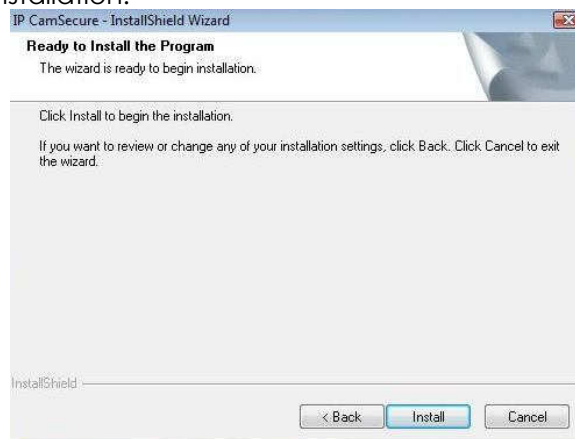 nstallation.
IP CamSecure - InstallShield Wizard
Ready to Install the Program
The wizard is ready to begin installation.
Click Install to begin the installation.
If you want to review or change any of your installation settings, click Back. Click Cancel to exit
the wizard.
InstallShield
< Back Install Cancel